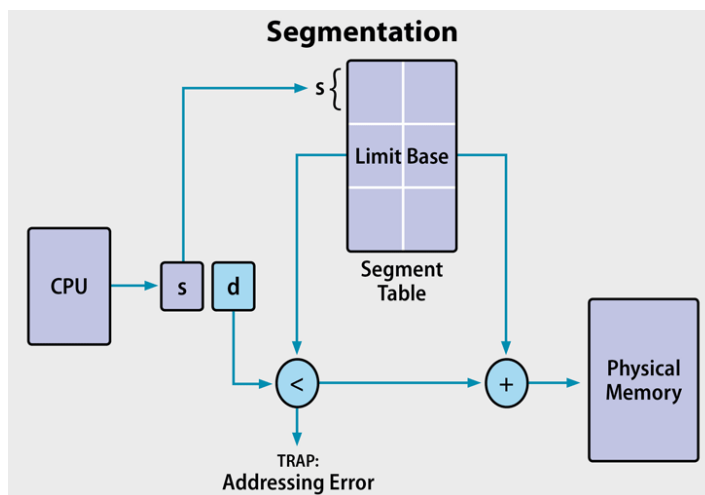 Segmentation
s {
Limit Base
Segment
Table
CPU
s
d
<
+
Physical
Memory
TRAP:
Addressing Error